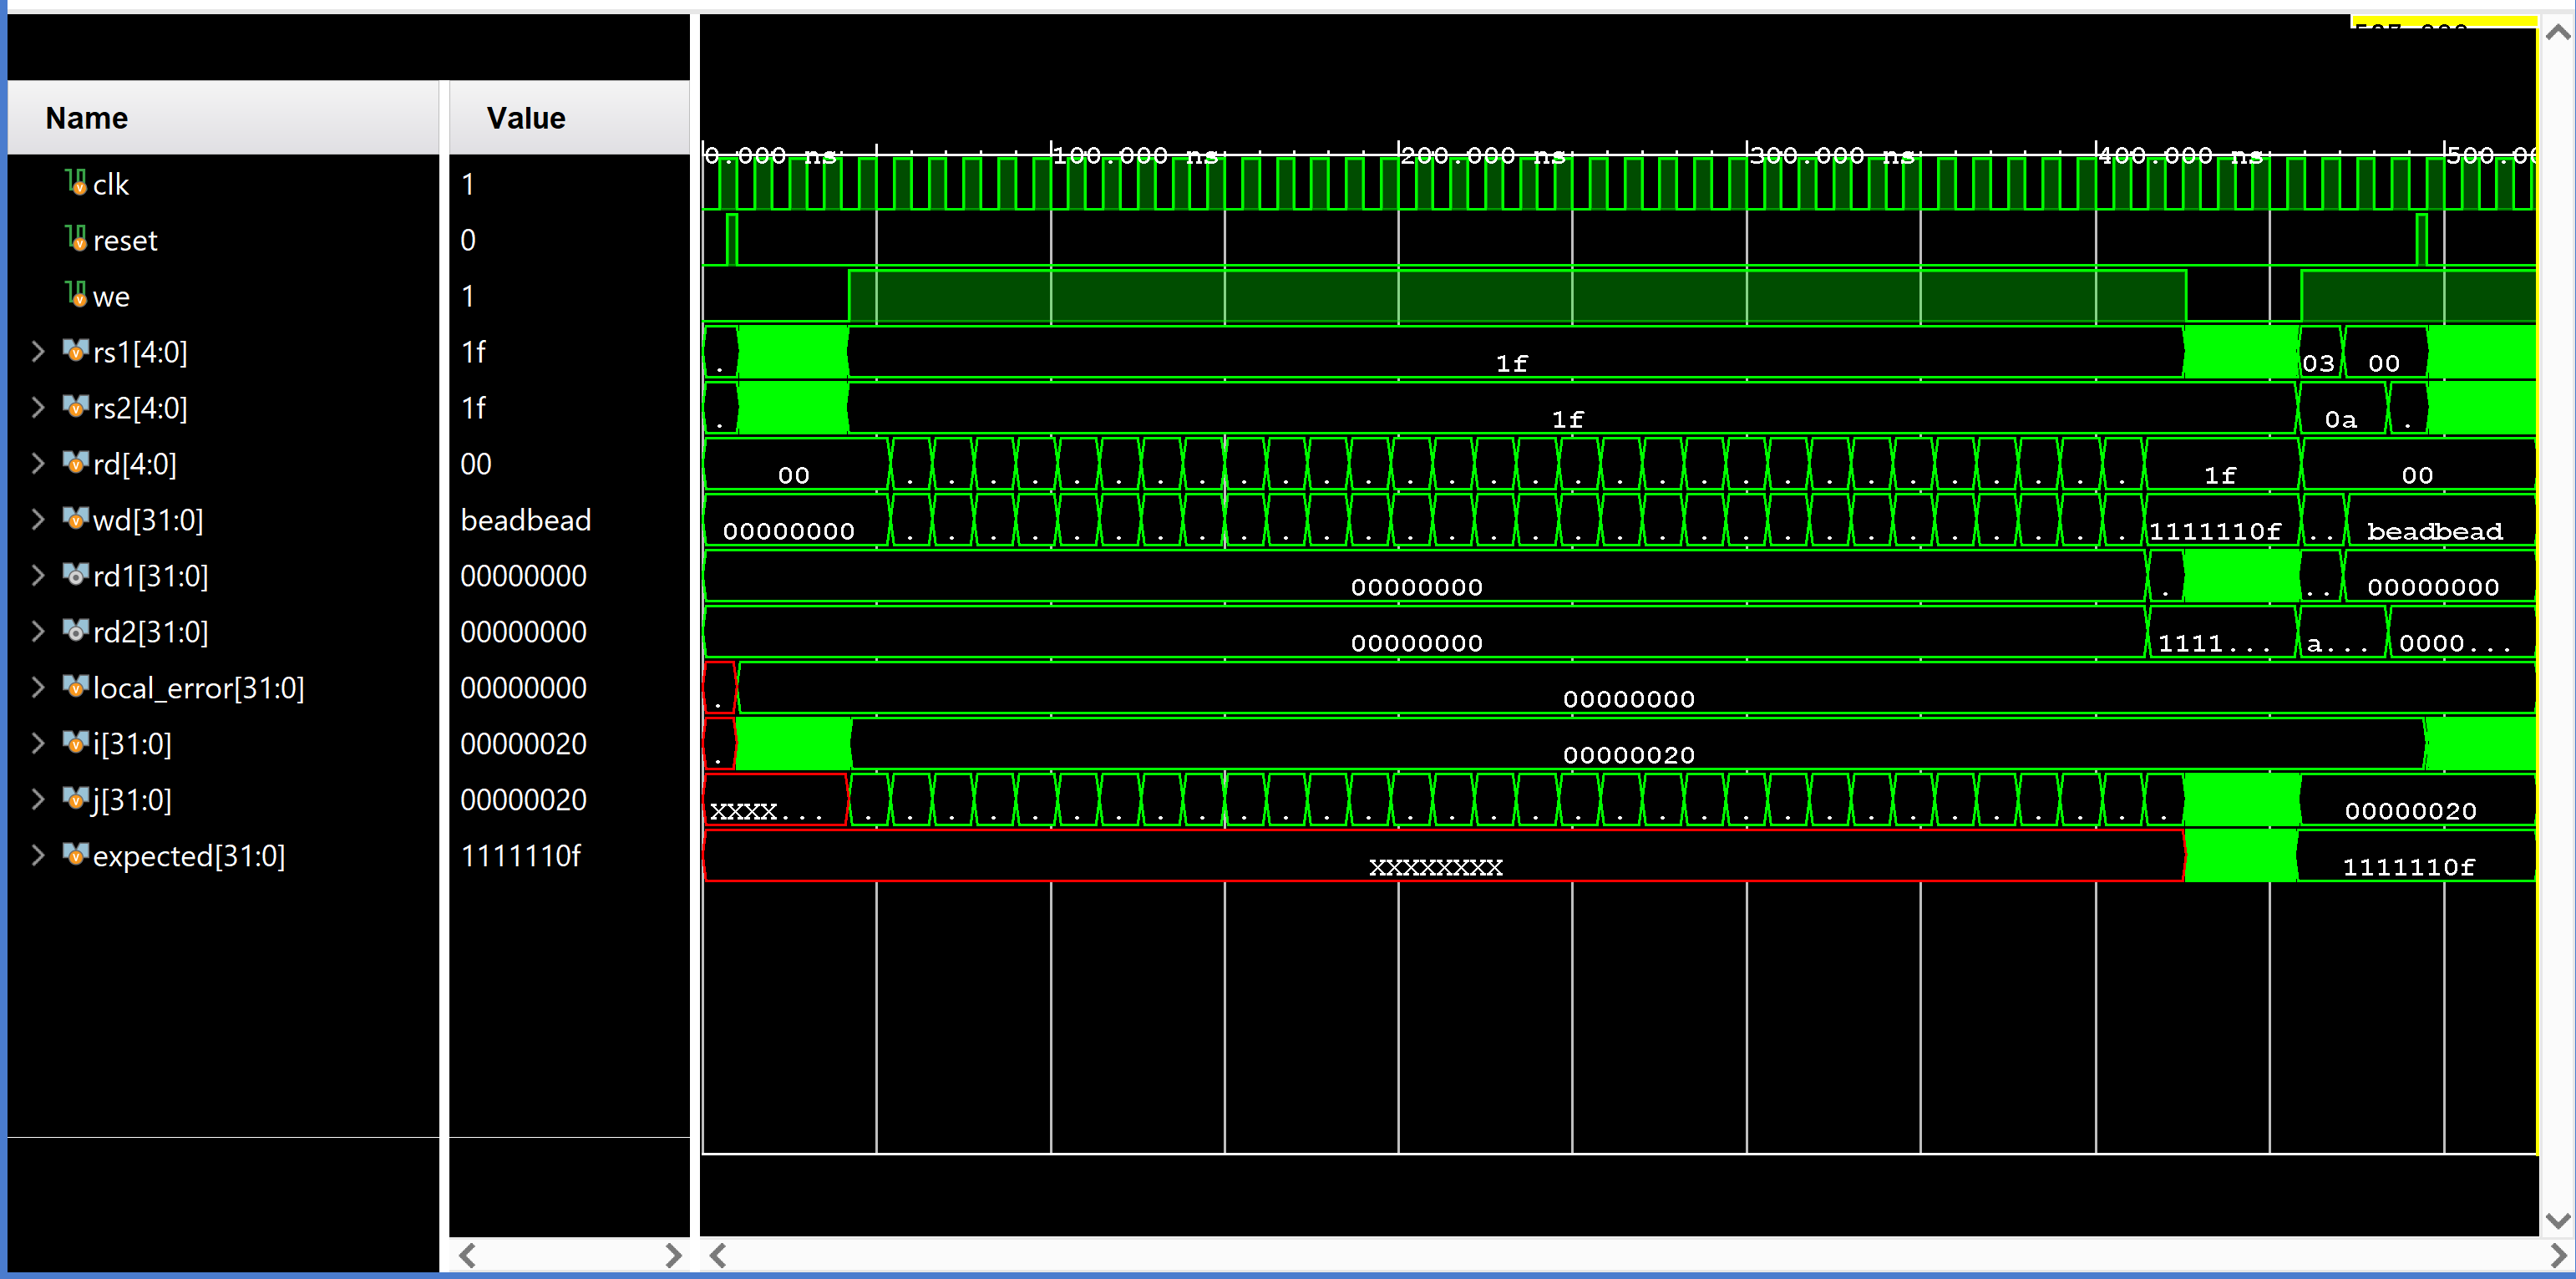 Name Value
0.000 ns 100.000 ns 200.000 ns 300.000 ns 400.000 ns 500.00
clk 1
reset 0
we 1
rs1[4:0] 1f . 1f 03 00
rs2[4:0] 1f . 1f 0a .
rd[4:0] 00 00 . . . . . . . . . . . . . . . . . . . . . . . . . . . . . . 1f 00
wd[31:0] beadbead 00000000 . . . . . . . . . . . . . . . . . . . . . . . . . . . . . . 1111110f .. beadbead
rd1[31:0] 00000000 00000000 . .. 00000000
rd2[31:0] 00000000 00000000 1111... a... 0000...
local_error[31:0] 00000000 . 00000000
i[31:0] 00000020 . 00000020
j[31:0] 00000020 XXXX... . . . . . . . . . . . . . . . . . . . . . . . . . . . . . . . . 00000020
expected[31:0] 1111110f XXXXXXXX 1111110f